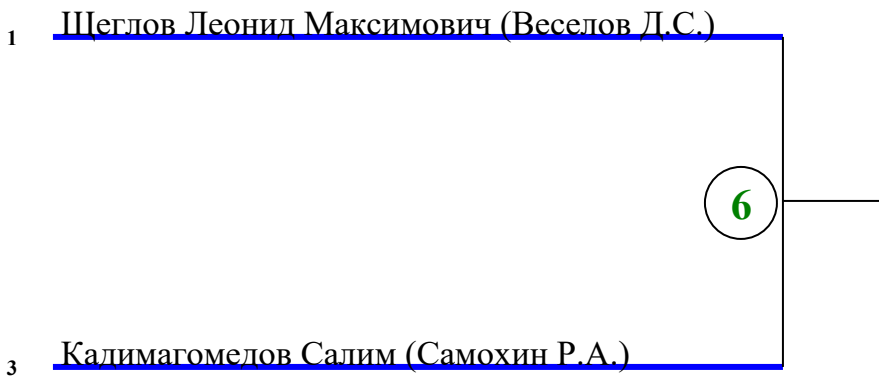 1 Щеглов Леонид Максимович (Веселов Д.С.)
6
3 Кадимагомедов Салим (Самохин Р.А.)